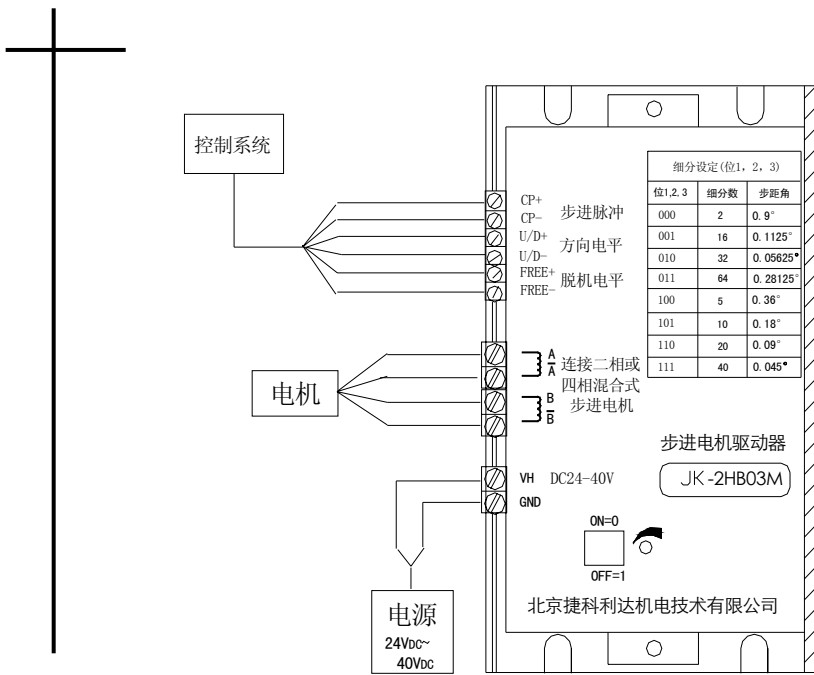 控制系统
CP+
CP-
步进脉冲
U/D+
U/D-
方向电平
FREE+
FREE-
脱机电平
细分设定(位1, 2, 3)
位1,2,3 细分数 步距角
000 2 0.9°
001 16 0.1125°
010 32 0.05625°
011 64 0.28125°
100 5 0.36°
101 10 0.18°
110 20 0.09°
111 40 0.045°
电机
A
A̅
B
B̅
连接二相或
四相混合式
步进电机
步进电机驱动器
JK-2HB03M
VH DC24-40V
GND
ON=0
OFF=1
电源
24VDC~
40VDC
北京捷科利达机电技术有限公司